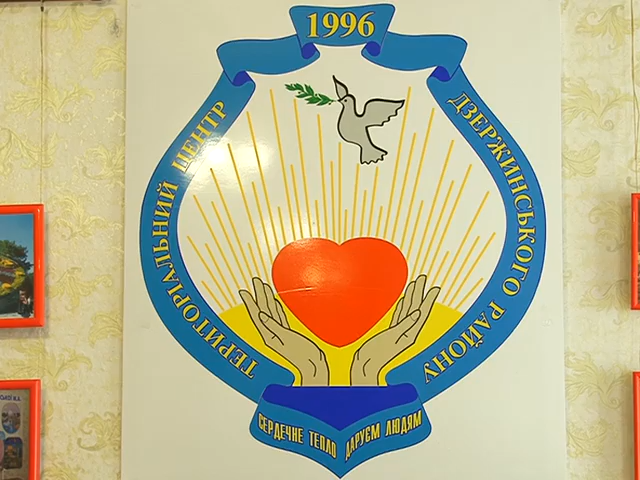 1996
ТЕРИТОРІАЛЬНИЙ ЦЕНТР
ДЗЕРЖИНСЬКОГО РАЙОНУ
СЕРДЕЧНЕ ТЕПЛО ДАРУЄМ ЛЮДЯМ